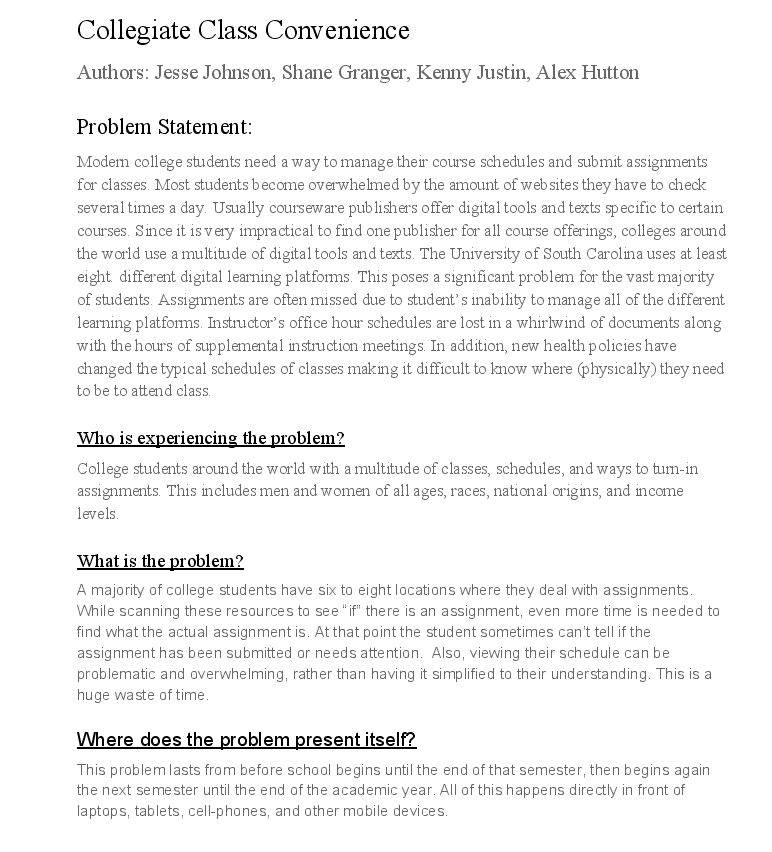 Collegiate Class Convenience
Authors: Jesse Johnson, Shane Granger, Kenny Justin, Alex Hutton
Problem Statement:
Modern college students need a way to manage their course schedules and submit assignments
for classes. Most students become overwhelmed by the amount of websites they have to check
several times a day. Usually courseware publishers offer digital tools and texts specific to certain
courses. Since it is very impractical to find one publisher for all course offerings, colleges around
the world use a multitude of digital tools and texts. The University of South Carolina uses at least
eight  different digital learning platforms. This poses a significant problem for the vast majority
of students. Assignments are often missed due to student’s inability to manage all of the different
learning platforms. Instructor’s office hour schedules are lost in a whirlwind of documents along
with the hours of supplemental instruction meetings. In addition, new health policies have
changed the typical schedules of classes making it difficult to know where (physically) they need
to be to attend class.
Who is experiencing the problem?
College students around the world with a multitude of classes, schedules, and ways to turn-in
assignments. This includes men and women of all ages, races, national origins, and income
levels.
What is the problem?
A majority of college students have six to eight locations where they deal with assignments.
While scanning these resources to see “if” there is an assignment, even more time is needed to
find what the actual assignment is. At that point the student sometimes can’t tell if the
assignment has been submitted or needs attention.  Also, viewing their schedule can be
problematic and overwhelming, rather than having it simplified to their understanding. This is a
huge waste of time.
Where does the problem present itself?
This problem lasts from before school begins until the end of that semester, then begins again
the next semester until the end of the academic year. All of this happens directly in front of
laptops, tablets, cell-phones, and other mobile devices.